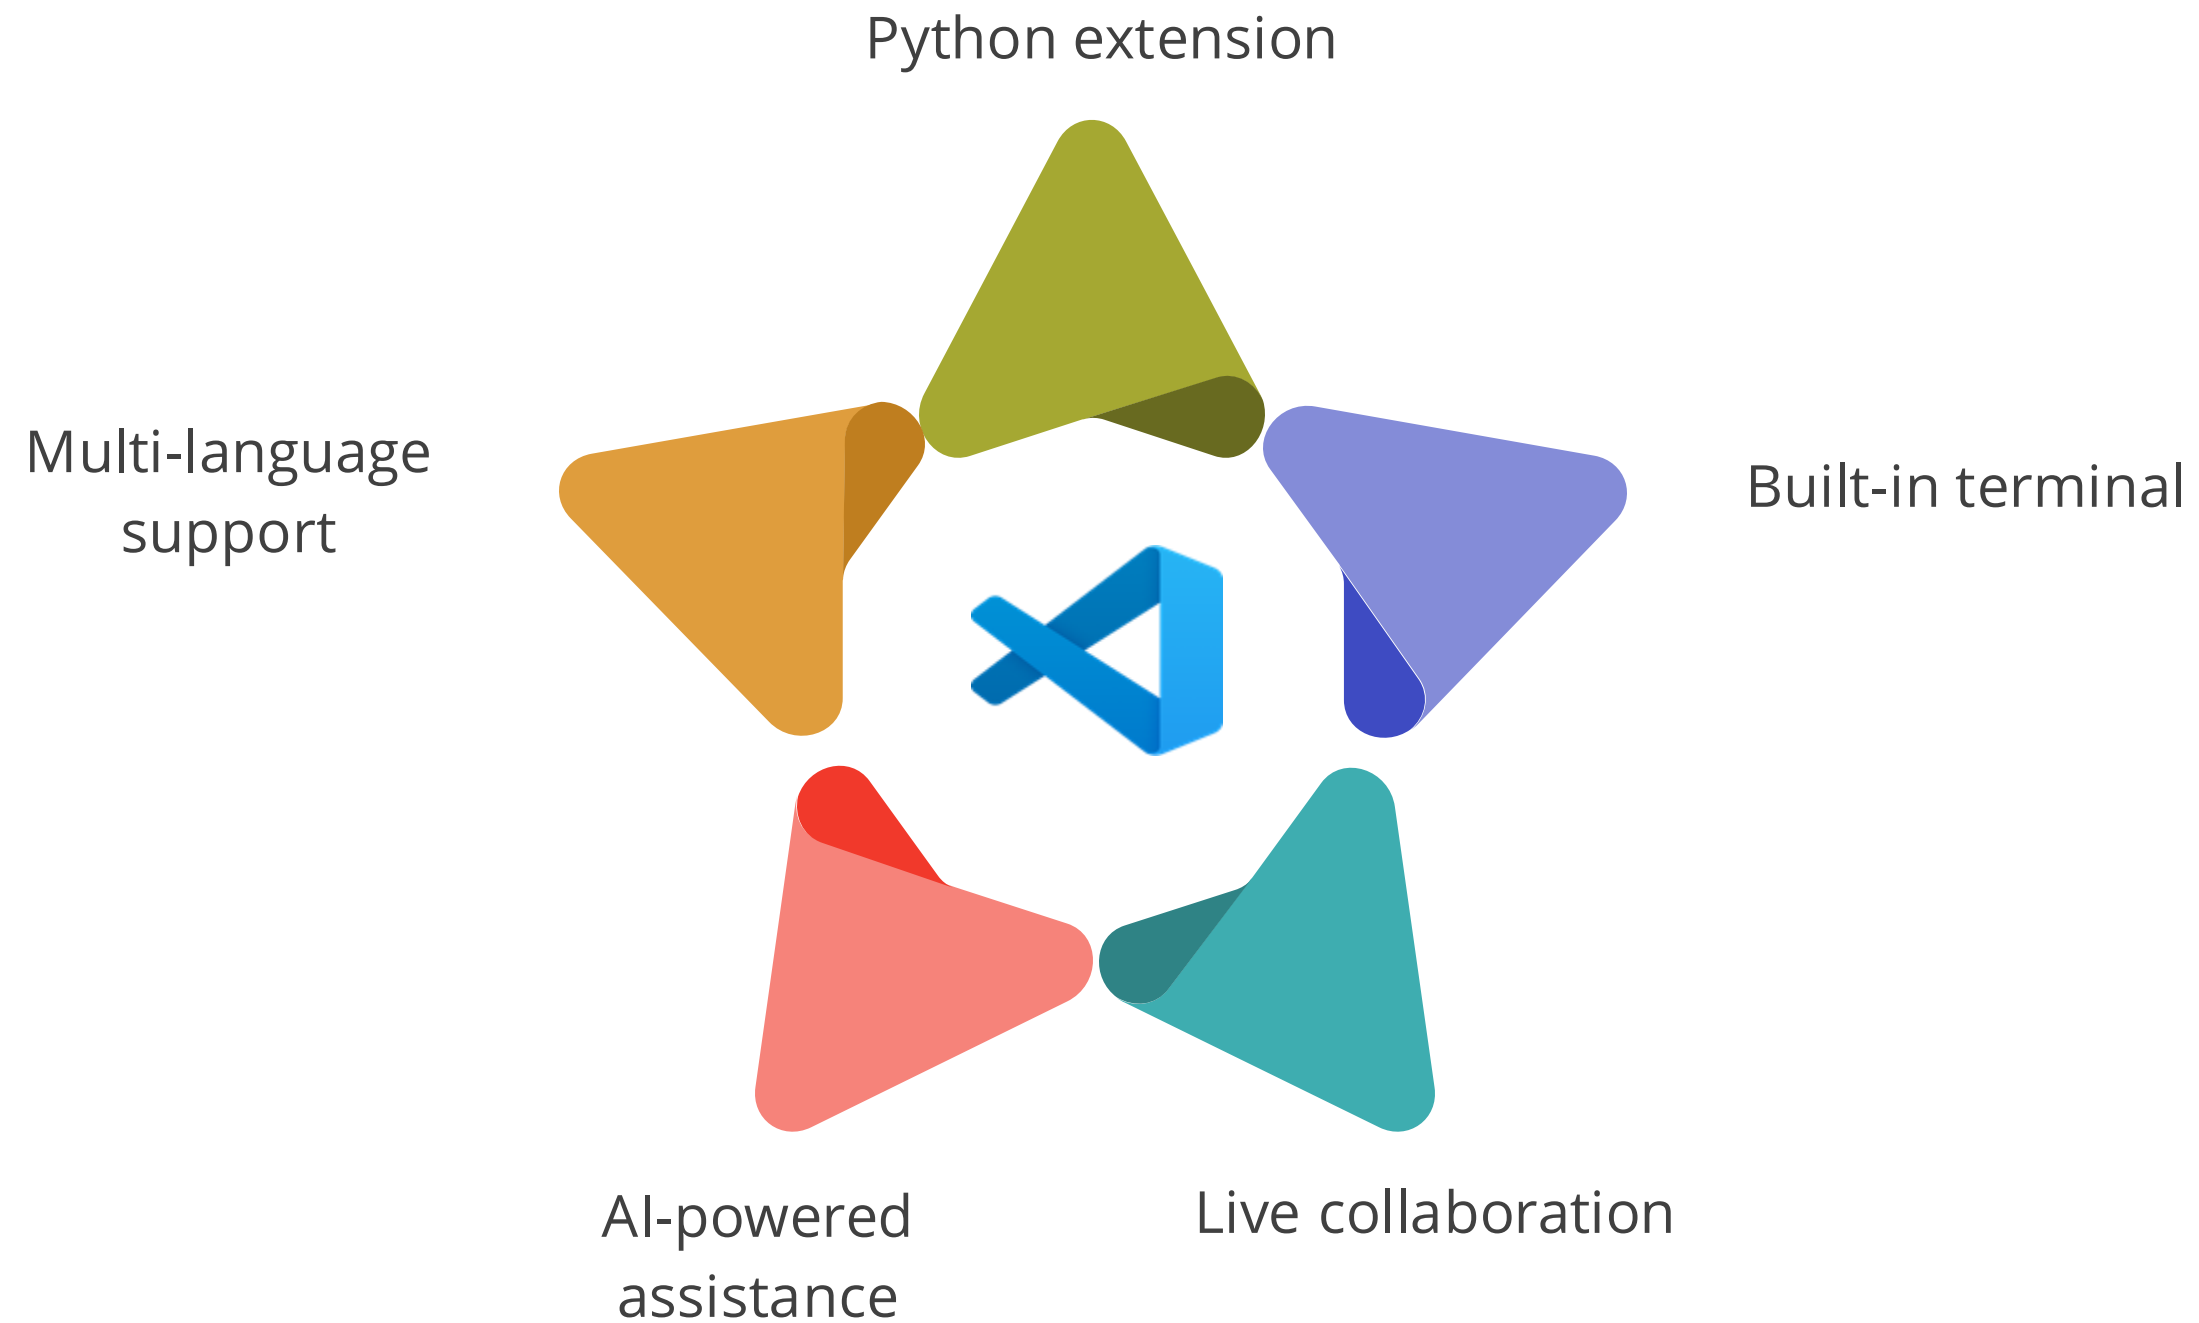 Python extension
Multi-language
support
Built-in terminal
AI-powered
assistance
Live collaboration